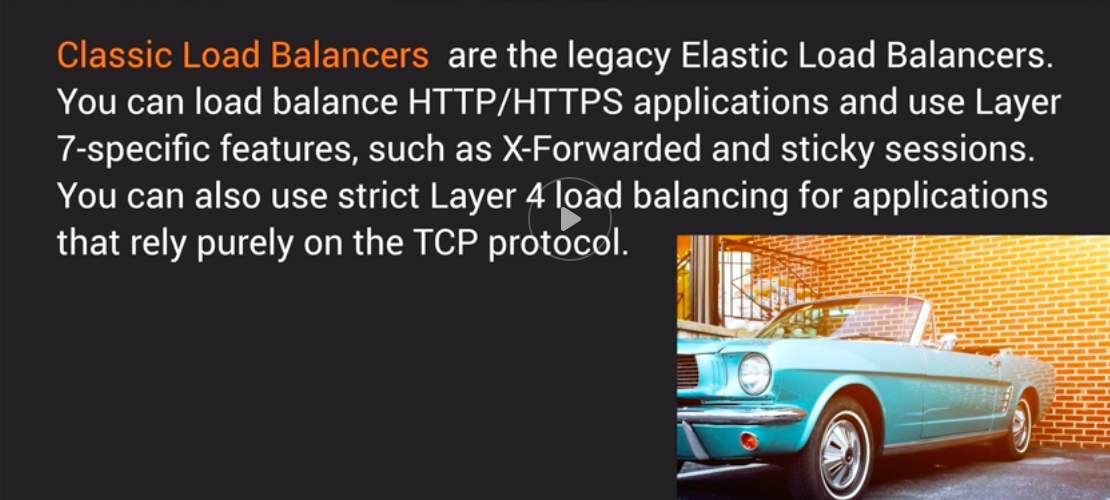 Classic Load Balancers are the legacy Elastic Load Balancers.
You can load balance HTTP/HTTPS applications and use Layer
7-specific features, such as X-Forwarded and sticky sessions.
You can also use strict Layer 4 load balancing for applications
that rely purely on the TCP protocol.